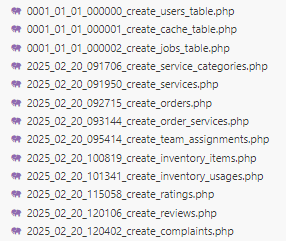 0001_01_01_000000_create_users_table.php
0001_01_01_000001_create_cache_table.php
0001_01_01_000002_create_jobs_table.php
2025_02_20_091706_create_service_categories.php
2025_02_20_091950_create_services.php
2025_02_20_092715_create_orders.php
2025_02_20_093144_create_order_services.php
2025_02_20_095414_create_team_assignments.php
2025_02_20_100819_create_inventory_items.php
2025_02_20_101341_create_inventory_usages.php
2025_02_20_115058_create_ratings.php
2025_02_20_120106_create_reviews.php
2025_02_20_120402_create_complaints.php